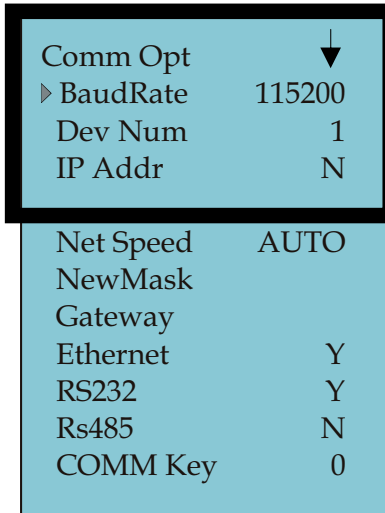 Comm Opt
BaudRate 115200
Dev Num 1
IP Addr N
Net Speed AUTO
NewMask
Gateway
Ethernet Y
RS232 Y
Rs485 N
COMM Key 0